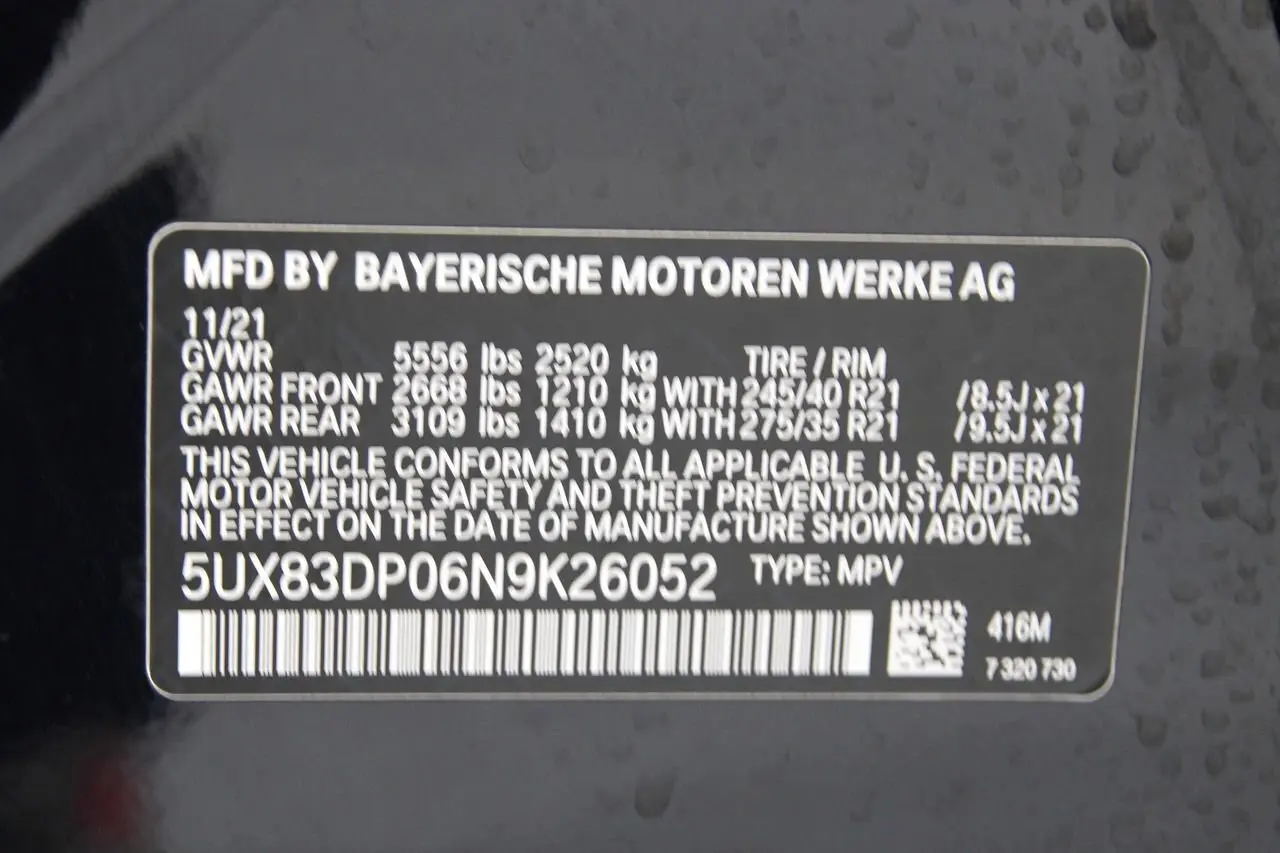 MFD BY BAYERISCHE MOTOREN WERKE AG
11/21
GVWR 5556 lbs 2520 kg TIRE / RIM
GAWR FRONT 2668 lbs 1210 kg WITH 245/40 R21 /8.5J x 21
GAWR REAR 3109 lbs 1410 kg WITH 275/35 R21 /9.5J x 21
THIS VEHICLE CONFORMS TO ALL APPLICABLE U. S. FEDERAL
MOTOR VEHICLE SAFETY AND THEFT PREVENTION STANDARDS
IN EFFECT ON THE DATE OF MANUFACTURE SHOWN ABOVE.
5UX83DP06N9K26052 TYPE: MPV
416M
7 320 730